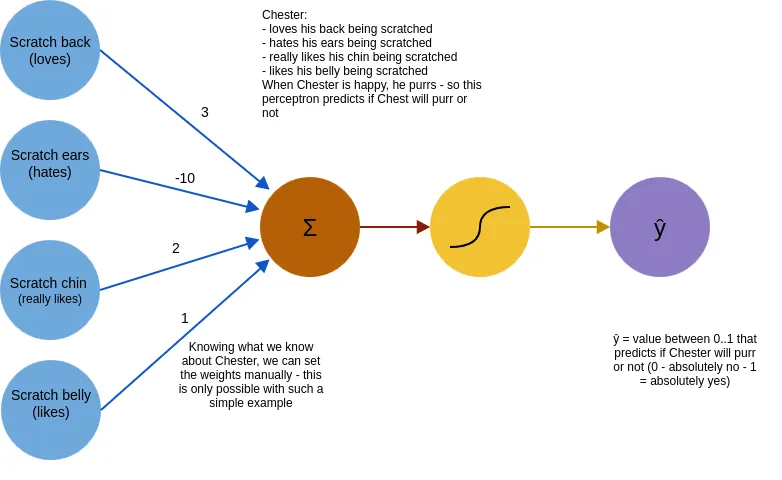 Chester:
- loves his back being scratched
- hates his ears being scratched
- really likes his chin being scratched
- likes his belly being scratched
When Chester is happy, he purrs - so this
perceptron predicts if Chest will purr or
not
Scratch back
(loves)
3
Scratch ears
(hates)
-10
Σ
ŷ
Scratch chin
(really likes)
2
1
Scratch belly
(likes)
Knowing what we know
about Chester, we can set
the weights manually - this
is only possible with such a
simple example
ŷ = value between 0..1 that
predicts if Chester will purr
or not (0 - absolutely no - 1
= absolutely yes)